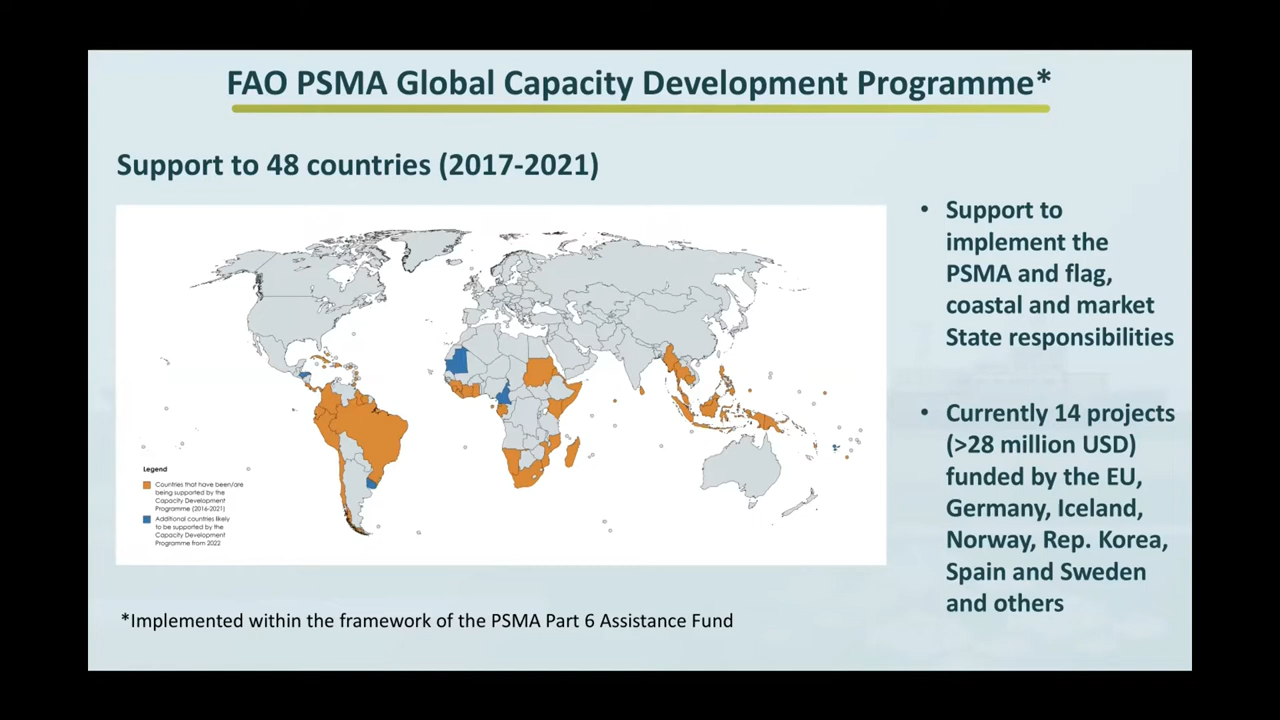 FAO PSMA Global Capacity Development Programme*
Support to 48 countries (2017-2021)
Legend
Countries that have been/are
being supported by the
Capacity Development
Programme (2016-2021)
Additional countries likely
to be supported by the
Capacity Development
Programme from 2022
• Support to
implement the
PSMA and flag,
coastal and market
State responsibilities
• Currently 14 projects
(>28 million USD)
funded by the EU,
Germany, Iceland,
Norway, Rep. Korea,
Spain and Sweden
and others
*Implemented within the framework of the PSMA Part 6 Assistance Fund